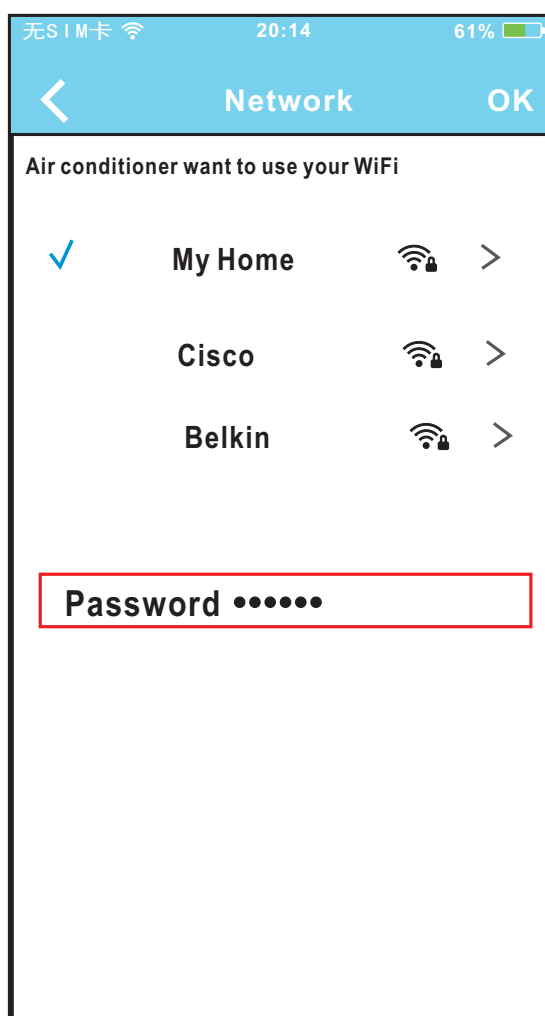 无SIM卡 20:14 61%
Network OK
Air conditioner want to use your WiFi
My Home
Cisco
Belkin
Password ●●●●●●